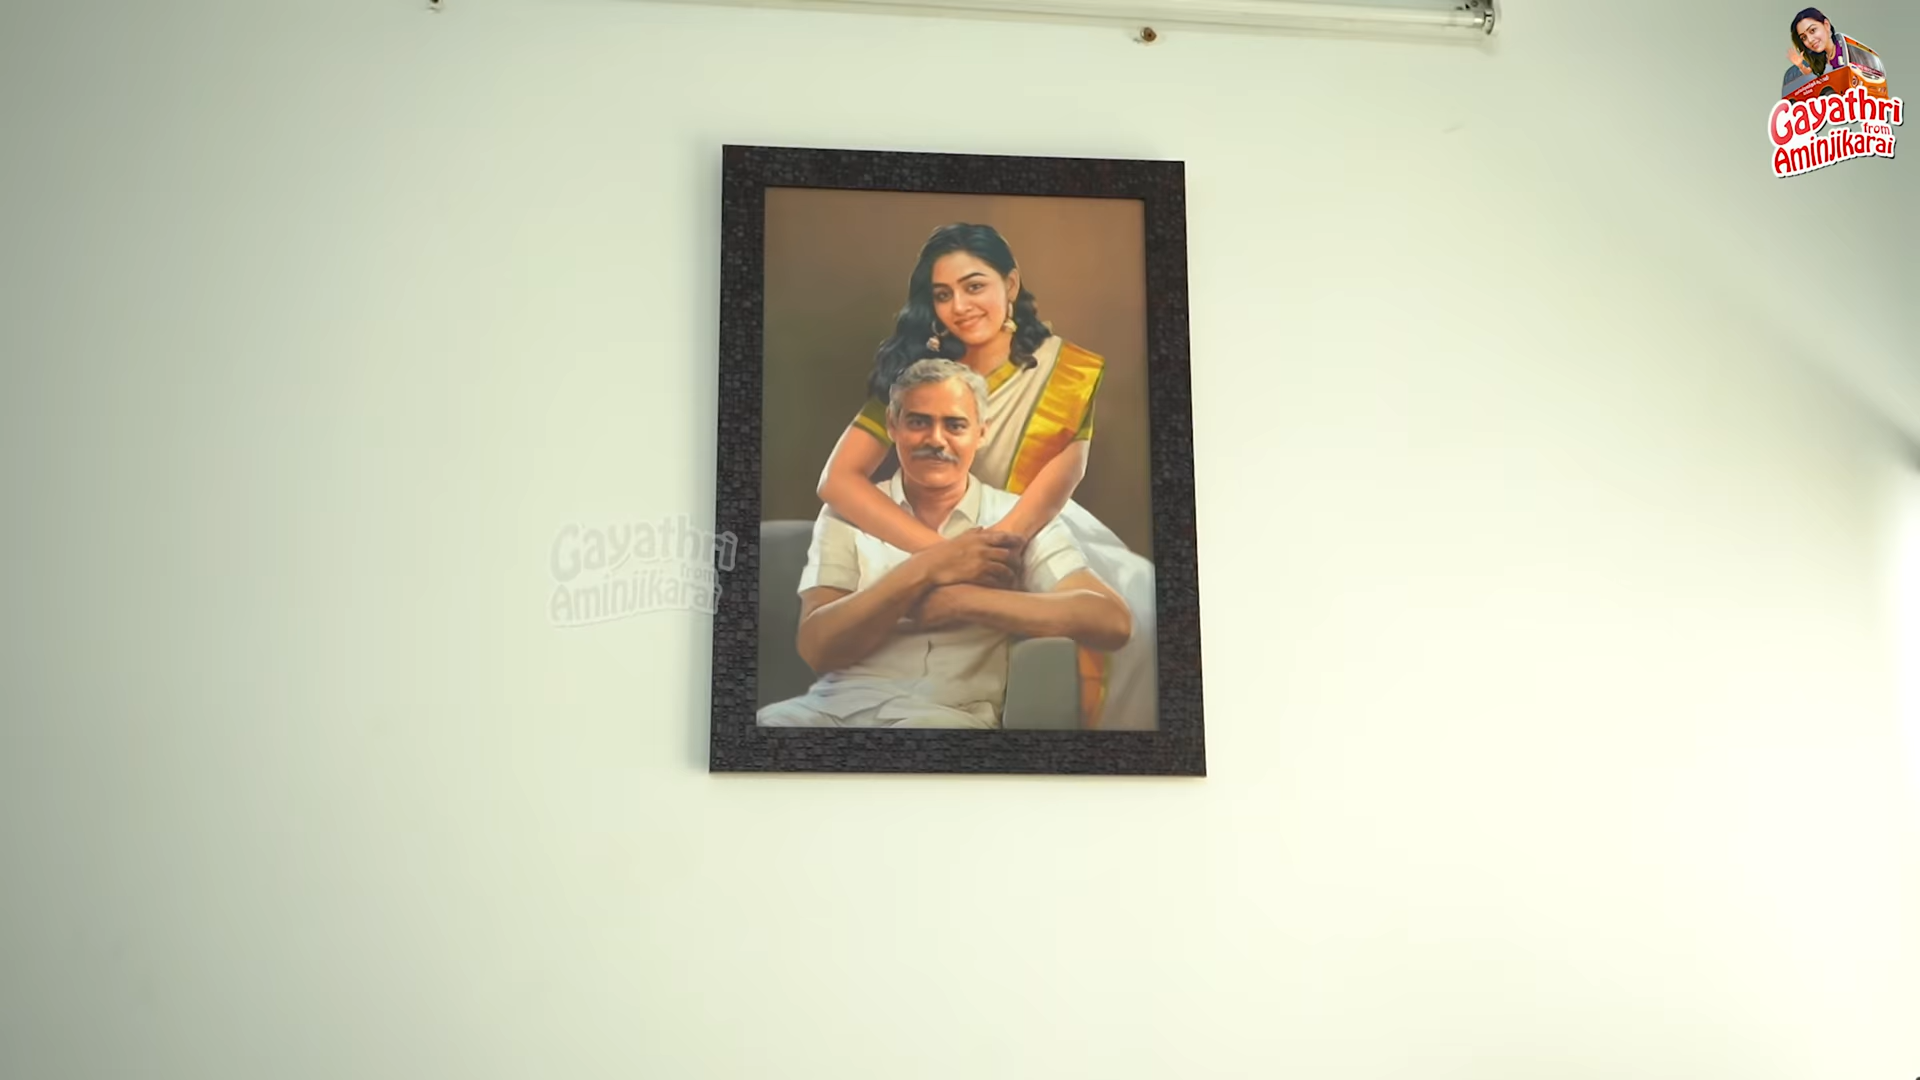 Gayathri
from
Aminjikarai
Gayathri
from
Aminjikarai